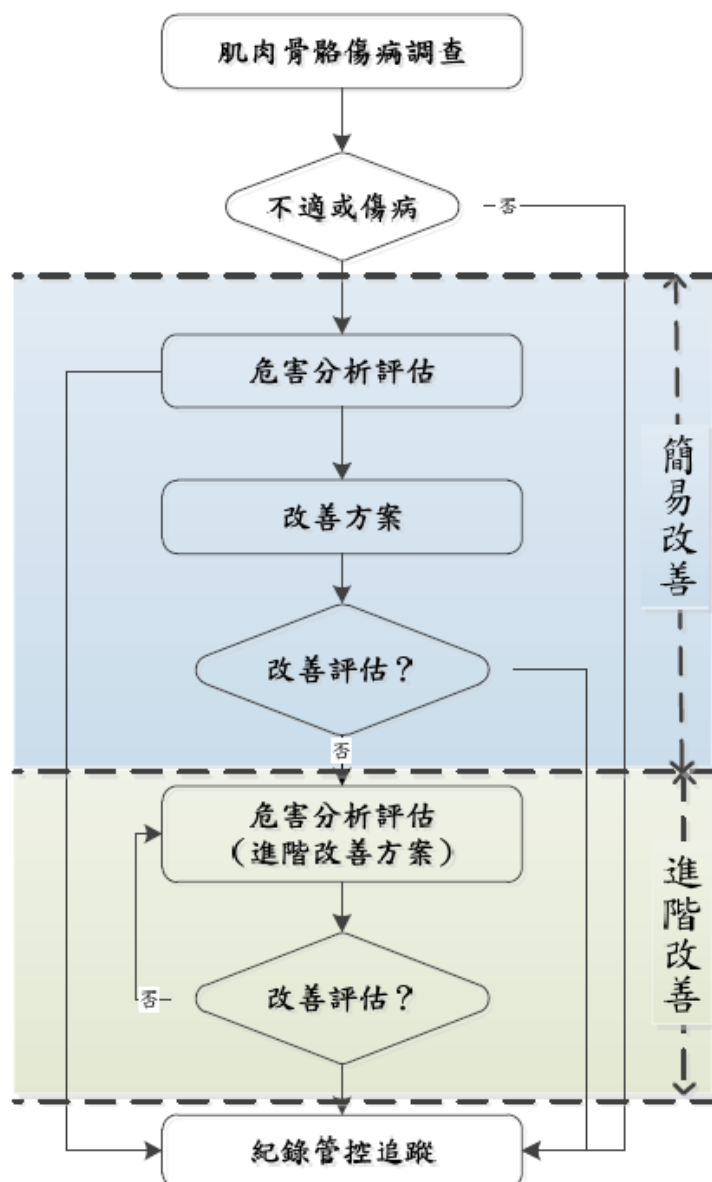 肌肉骨骼傷病調查
不適或傷病
否
危害分析評估
簡易改善
改善方案
改善評估？
否
危害分析評估
（進階改善方案）
進階改善
改善評估？
否
紀錄管控追蹤